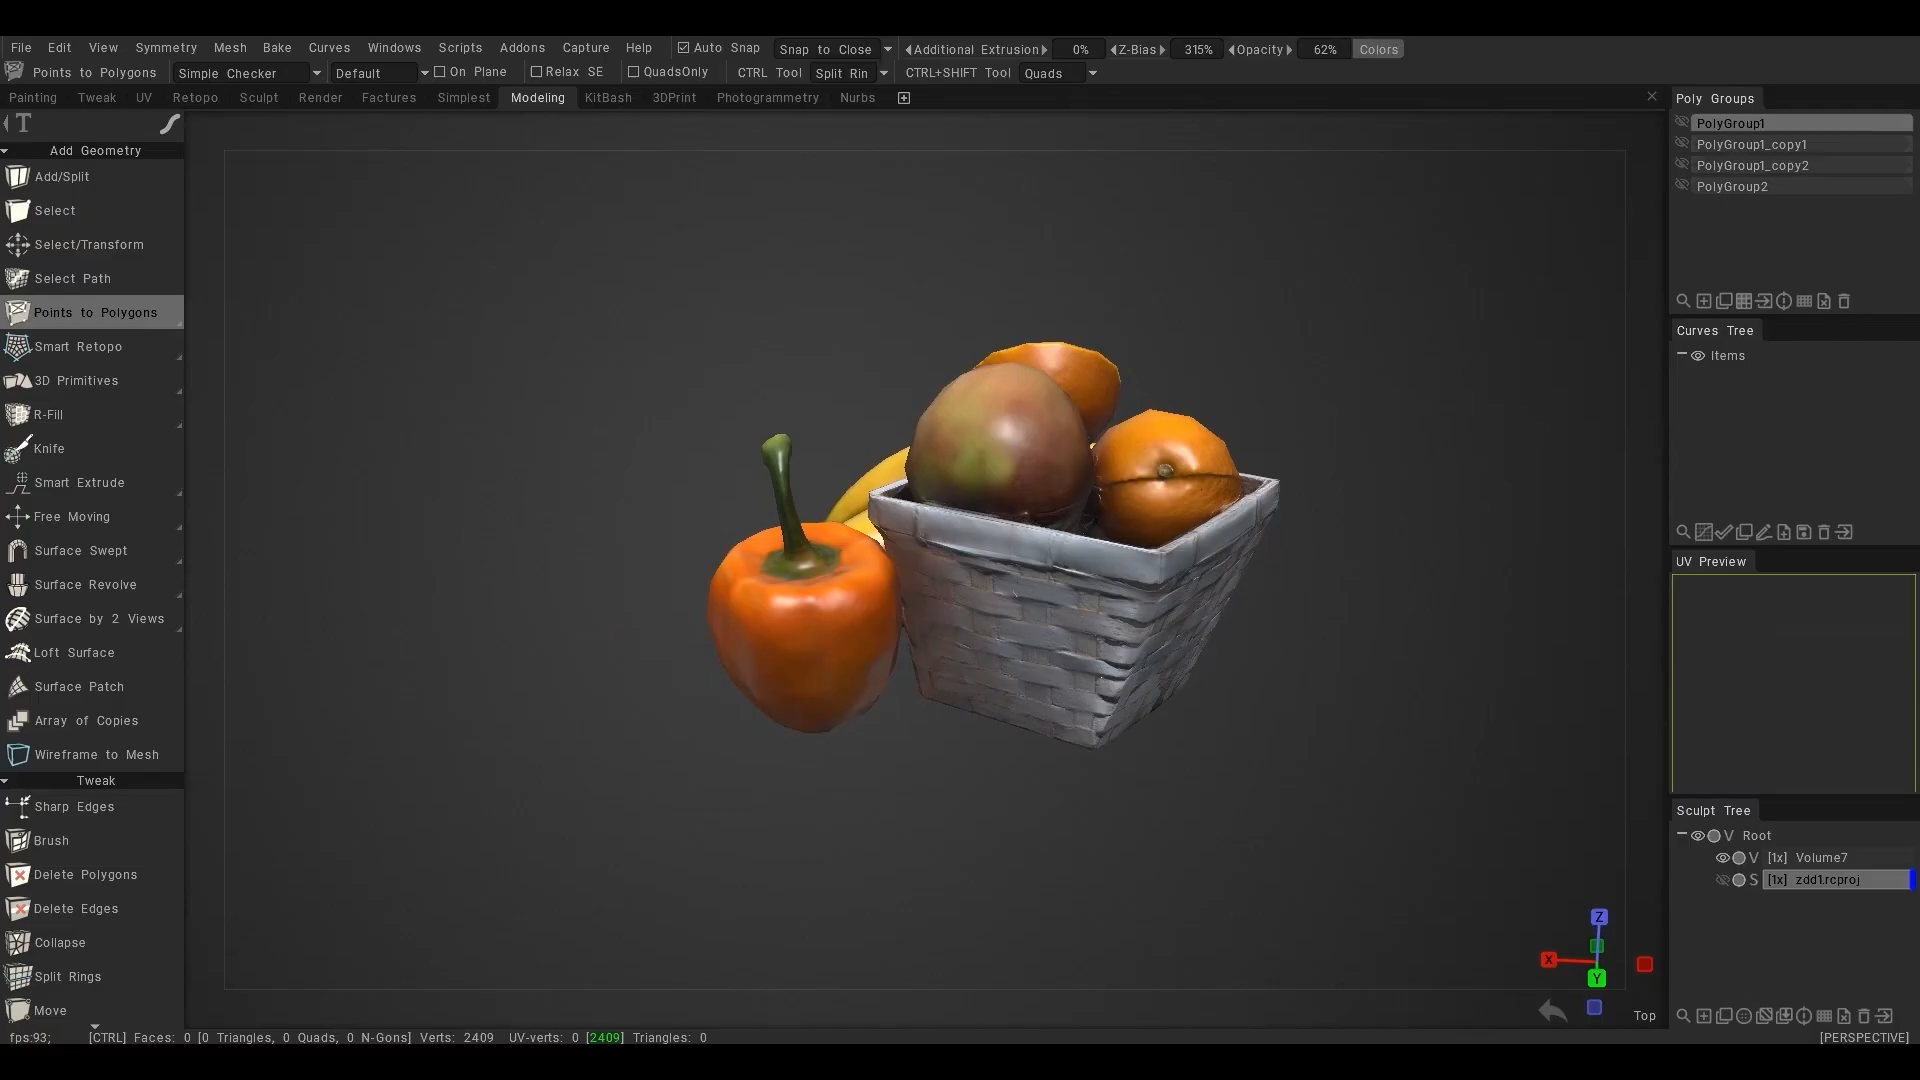 File Edit View Symmetry Mesh Bake Curves Windows Scripts Addons Capture Help Auto Snap Snap to Close Additional Extrusion 0% Z-Bias 315% Opacity 62% Colors
Points to Polygons Simple Checker Default On Plane Relax SE QuadsOnly CTRL Tool Split Rin CTRL+SHIFT Tool Quads
Painting Tweak UV Retopo Sculpt Render Factures Simplest Modeling KitBash 3DPrint Photogrammetry Nurbs
T
Add Geometry
Add/Split
Select
Select/Transform
Select Path
Points to Polygons
Smart Retopo
3D Primitives
R-Fill
Knife
Smart Extrude
Free Moving
Surface Swept
Surface Revolve
Surface by 2 Views
Loft Surface
Surface Patch
Array of Copies
Wireframe to Mesh
Tweak
Sharp Edges
Brush
Delete Polygons
Delete Edges
Collapse
Split Rings
Move
Poly Groups
PolyGroup1
PolyGroup1_copy1
PolyGroup1_copy2
PolyGroup2
Curves Tree
Items
UV Preview
Sculpt Tree
V Root
V [1x] Volume7
S [1x] zdd1.rcproj
Z
X
Y
Top
fps:93; [CTRL] Faces: 0 [0 Triangles, 0 Quads, 0 N-Gons] Verts: 2409 UV-verts: 0 [2409] Triangles: 0 [PERSPECTIVE]